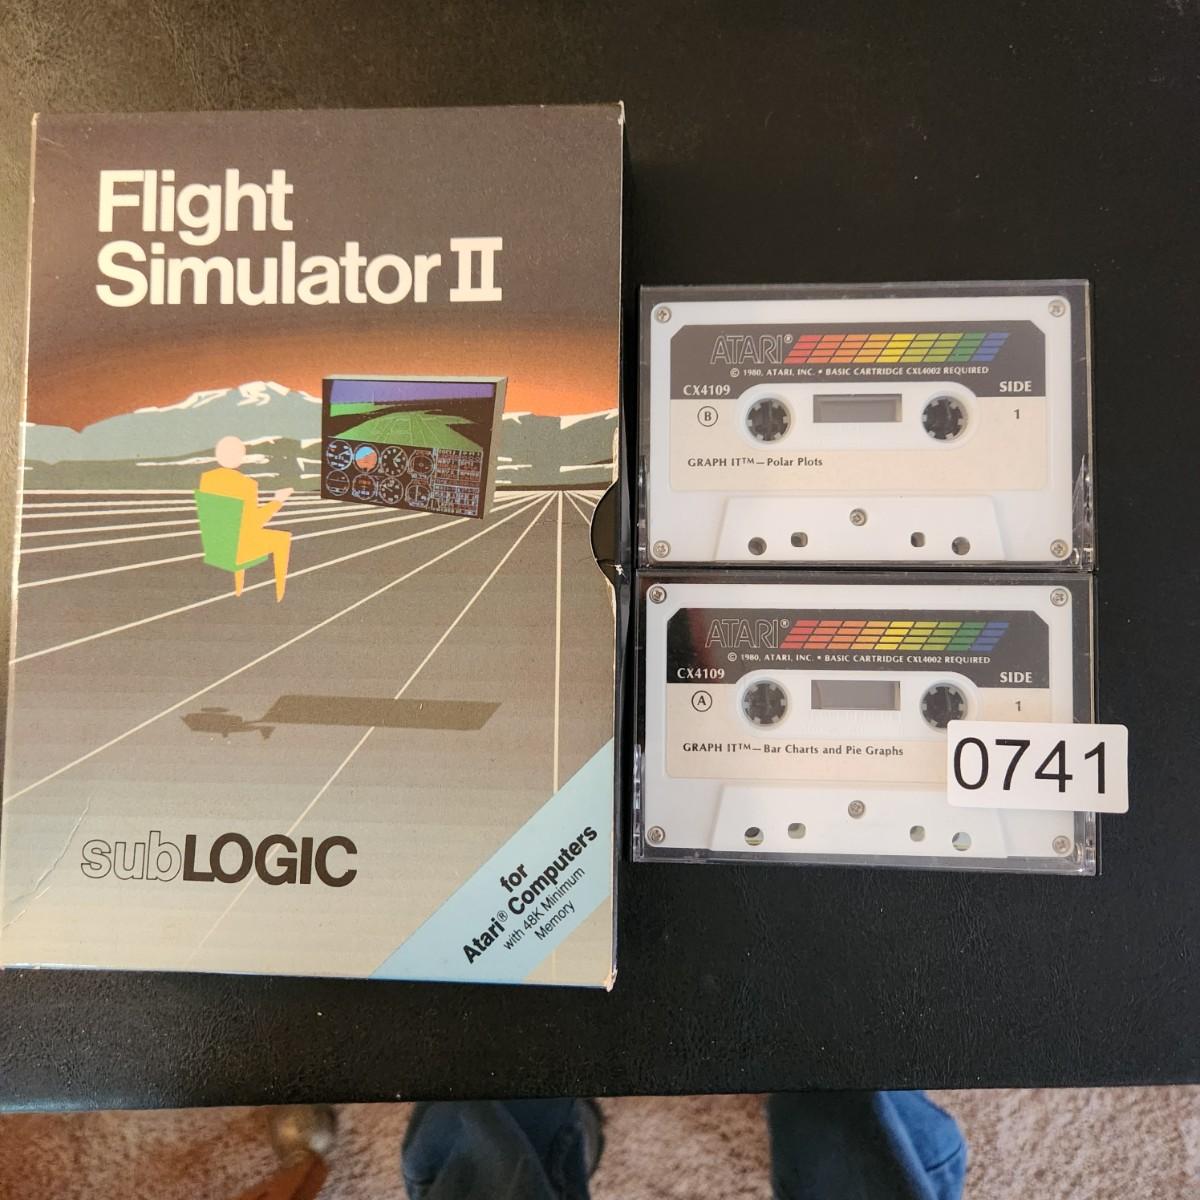 Flight
Simulator II
subLOGIC
for
Atari® Computers
with 48K Minimum
Memory
ATARI®
© 1980, ATARI, INC. • BASIC CARTRIDGE CXL4002 REQUIRED
CX4109
SIDE
B
1
GRAPH IT™—Polar Plots
ATARI®
© 1980, ATARI, INC. • BASIC CARTRIDGE CXL4002 REQUIRED
CX4109
SIDE
A
1
GRAPH IT™—Bar Charts and Pie Graphs
0741